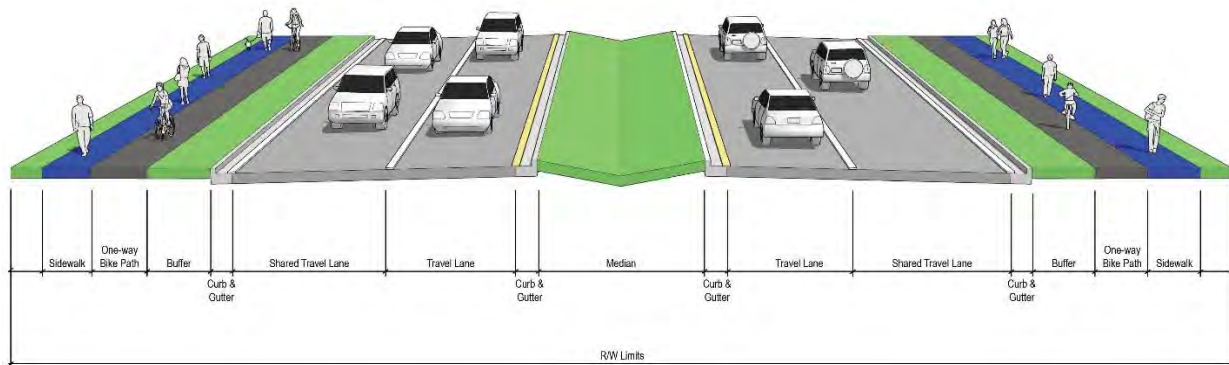 Sidewalk
One-way
Bike Path
Buffer
Curb &
Gutter
Shared Travel Lane
Travel Lane
Curb &
Gutter
Median
Curb &
Gutter
Travel Lane
Shared Travel Lane
Curb &
Gutter
Buffer
One-way
Bike Path
Sidewalk
R/W Limits